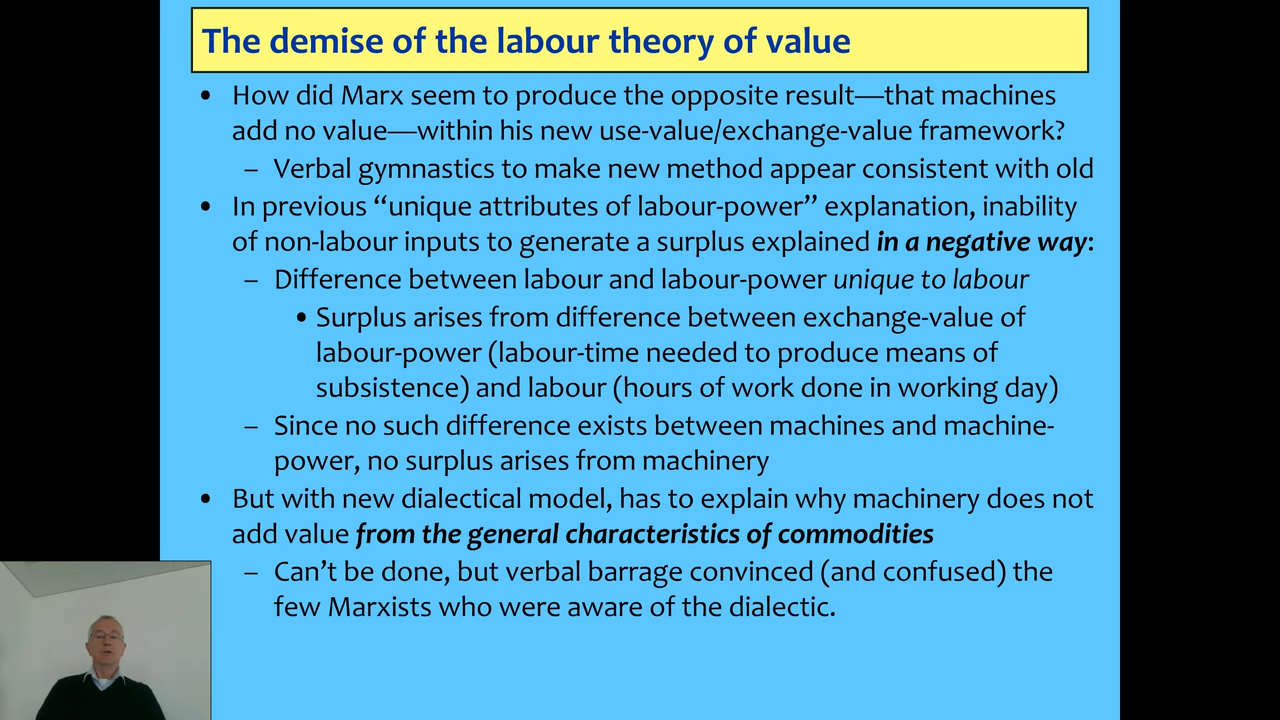 The demise of the labour theory of value
• How did Marx seem to produce the opposite result—that machines
add no value—within his new use-value/exchange-value framework?
– Verbal gymnastics to make new method appear consistent with old
• In previous “unique attributes of labour-power” explanation, inability
of non-labour inputs to generate a surplus explained in a negative way:
– Difference between labour and labour-power unique to labour
• Surplus arises from difference between exchange-value of
labour-power (labour-time needed to produce means of
subsistence) and labour (hours of work done in working day)
– Since no such difference exists between machines and machine-
power, no surplus arises from machinery
• But with new dialectical model, has to explain why machinery does not
add value from the general characteristics of commodities
– Can’t be done, but verbal barrage convinced (and confused) the
few Marxists who were aware of the dialectic.